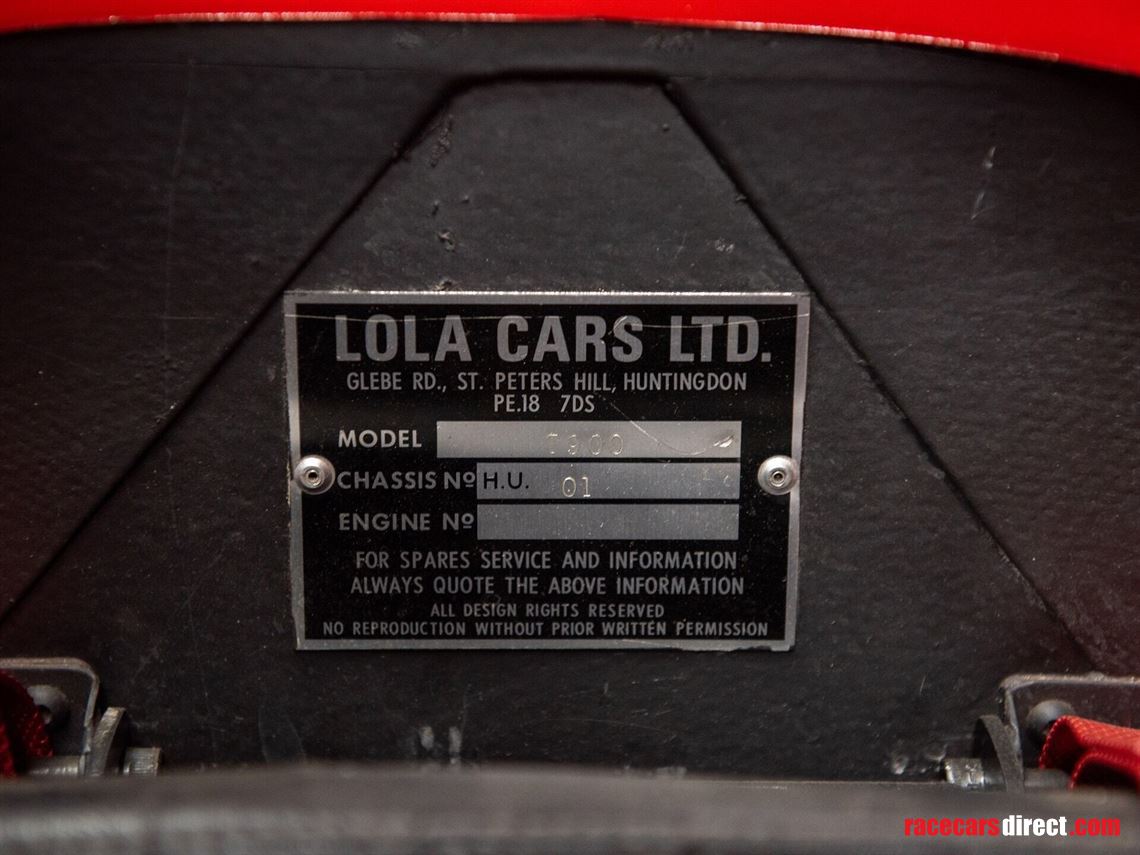 LOLA CARS LTD.
GLEBE RD., ST. PETERS HILL, HUNTINGDON
PE.18 7DS
MODEL T900
CHASSIS Nº H.U. 01
ENGINE Nº
FOR SPARES SERVICE AND INFORMATION
ALWAYS QUOTE THE ABOVE INFORMATION
ALL DESIGN RIGHTS RESERVED
NO REPRODUCTION WITHOUT PRIOR WRITTEN PERMISSION
racecarsdirect.com